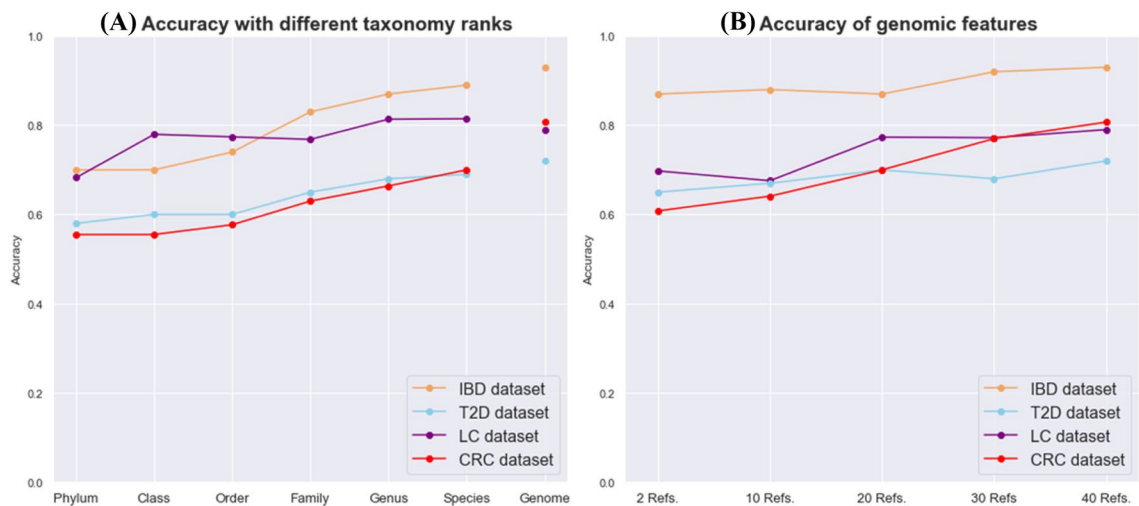 (A) Accuracy with different taxonomy ranks
1.0
0.8
0.6
0.4
0.2
0.0
Accuracy
IBD dataset
T2D dataset
LC dataset
CRC dataset
Phylum Class Order Family Genus Species Genome
(B) Accuracy of genomic features
1.0
0.8
0.6
0.4
0.2
0.0
Accuracy
IBD dataset
T2D dataset
LC dataset
CRC dataset
2 Refs. 10 Refs. 20 Refs. 30 Refs 40 Refs.